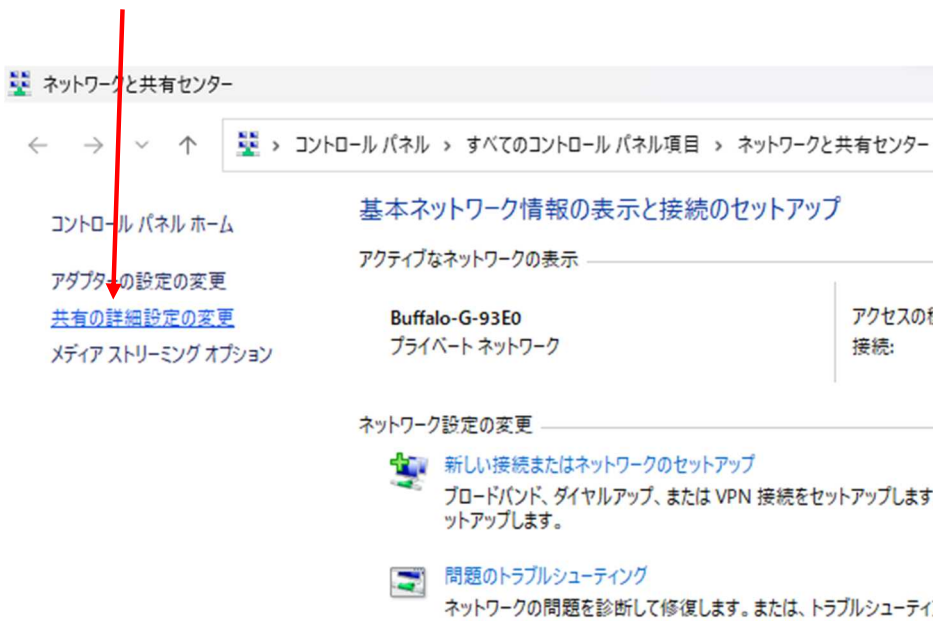 ネットワークと共有センター
コントロール パネル › すべてのコントロール パネル項目 › ネットワークと共有センター
コントロール パネル ホーム
アダプターの設定の変更
共有の詳細設定の変更
メディア ストリーミング オプション
基本ネットワーク情報の表示と接続のセットアップ
アクティブなネットワークの表示
Buffalo-G-93E0
プライベート ネットワーク
アクセスの
接続:
ネットワーク設定の変更
新しい接続またはネットワークのセットアップ
ブロードバンド、ダイヤルアップ、または VPN 接続をセットアップします
ットアップします。
問題のトラブルシューティング
ネットワークの問題を診断して修復します。または、トラブルシューティ